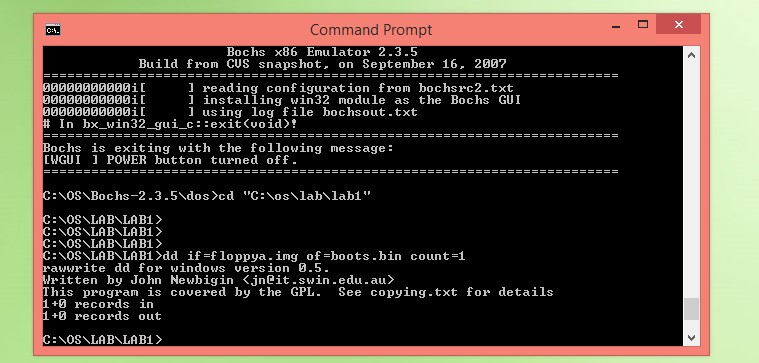 Command Prompt
Bochs x86 Emulator 2.3.5
Build from CVS snapshot, on September 16, 2007
========================================================================
00000000000i[     ] reading configuration from bochsrc2.txt
00000000000i[     ] installing win32 module as the Bochs GUI
00000000000i[     ] using log file bochsout.txt
# In bx_win32_gui_c::exit(void)!
========================================================================
Bochs is exiting with the following message:
[WGUI ] POWER button turned off.
========================================================================
C:\OS\Bochs-2.3.5\dos>cd "C:\os\lab\lab1"
C:\OS\LAB\LAB1>
C:\OS\LAB\LAB1>
C:\OS\LAB\LAB1>
C:\OS\LAB\LAB1>dd if=floppya.img of=boots.bin count=1
rawwrite dd for windows version 0.5.
Written by John Newbigin <jn@it.swin.edu.au>
This program is covered by the GPL.  See copying.txt for details
1+0 records in
1+0 records out
C:\OS\LAB\LAB1>